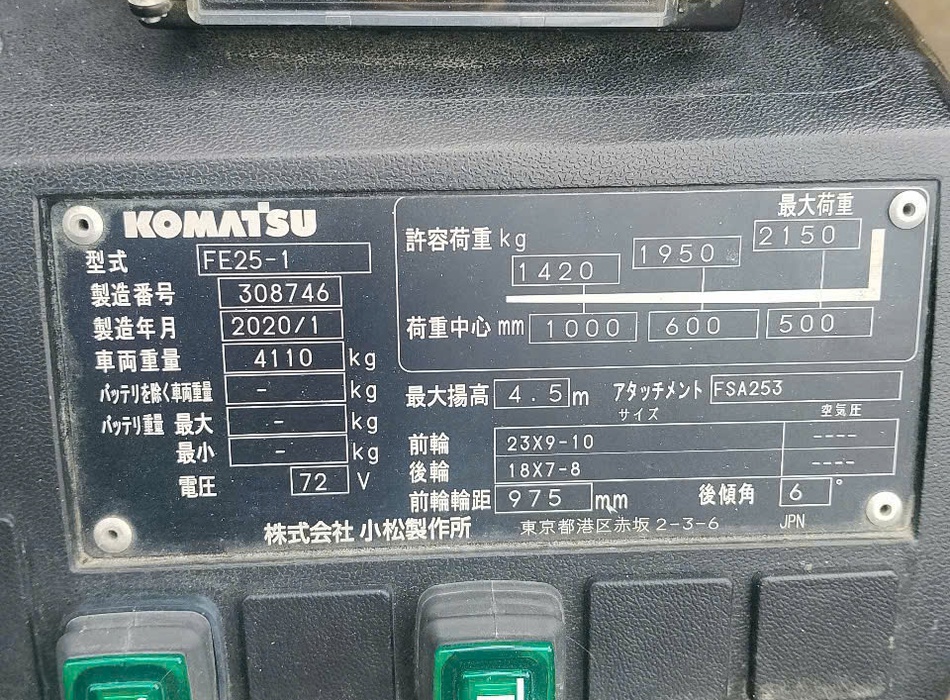 KOMATSU
型式 FE25-1
製造番号 308746
製造年月 2020/1
車両重量 4110 kg
バッテリを除く車両重量 - kg
バッテリ重量 最大 - kg
最小 - kg
電圧 72 V
最大荷重
許容荷重 kg 1420 1950 2150
荷重中心 mm 1000 600 500
最大揚高 4.5 m アタッチメント FSA253
サイズ 空気圧
前輪 23X9-10 ----
後輪 18X7-8 ----
前輪輪距 975 mm 後傾角 6 °
株式会社 小松製作所 東京都港区赤坂 2-3-6 JPN